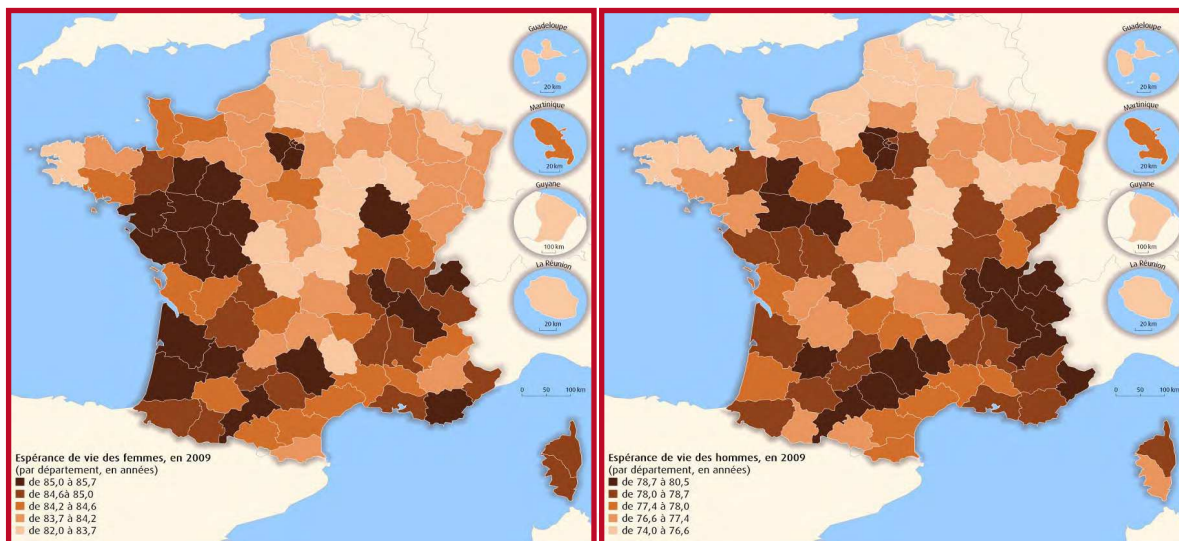 Guadeloupe
20 km
Martinique
20 km
Guyane
100 km
La Réunion
20 km
0 50 100 km
Espérance de vie des femmes, en 2009
(par département, en années)
de 85,0 à 85,7
de 84,6à 85,0
de 84,2 à 84,6
de 83,7 à 84,2
de 82,0 à 83,7
Guadeloupe
20 km
Martinique
20 km
Guyane
100 km
La Réunion
20 km
0 50 100 km
Espérance de vie des hommes, en 2009
(par département, en années)
de 78,7 à 80,5
de 78,0 à 78,7
de 77,4 à 78,0
de 76,6 à 77,4
de 74,0 à 76,6